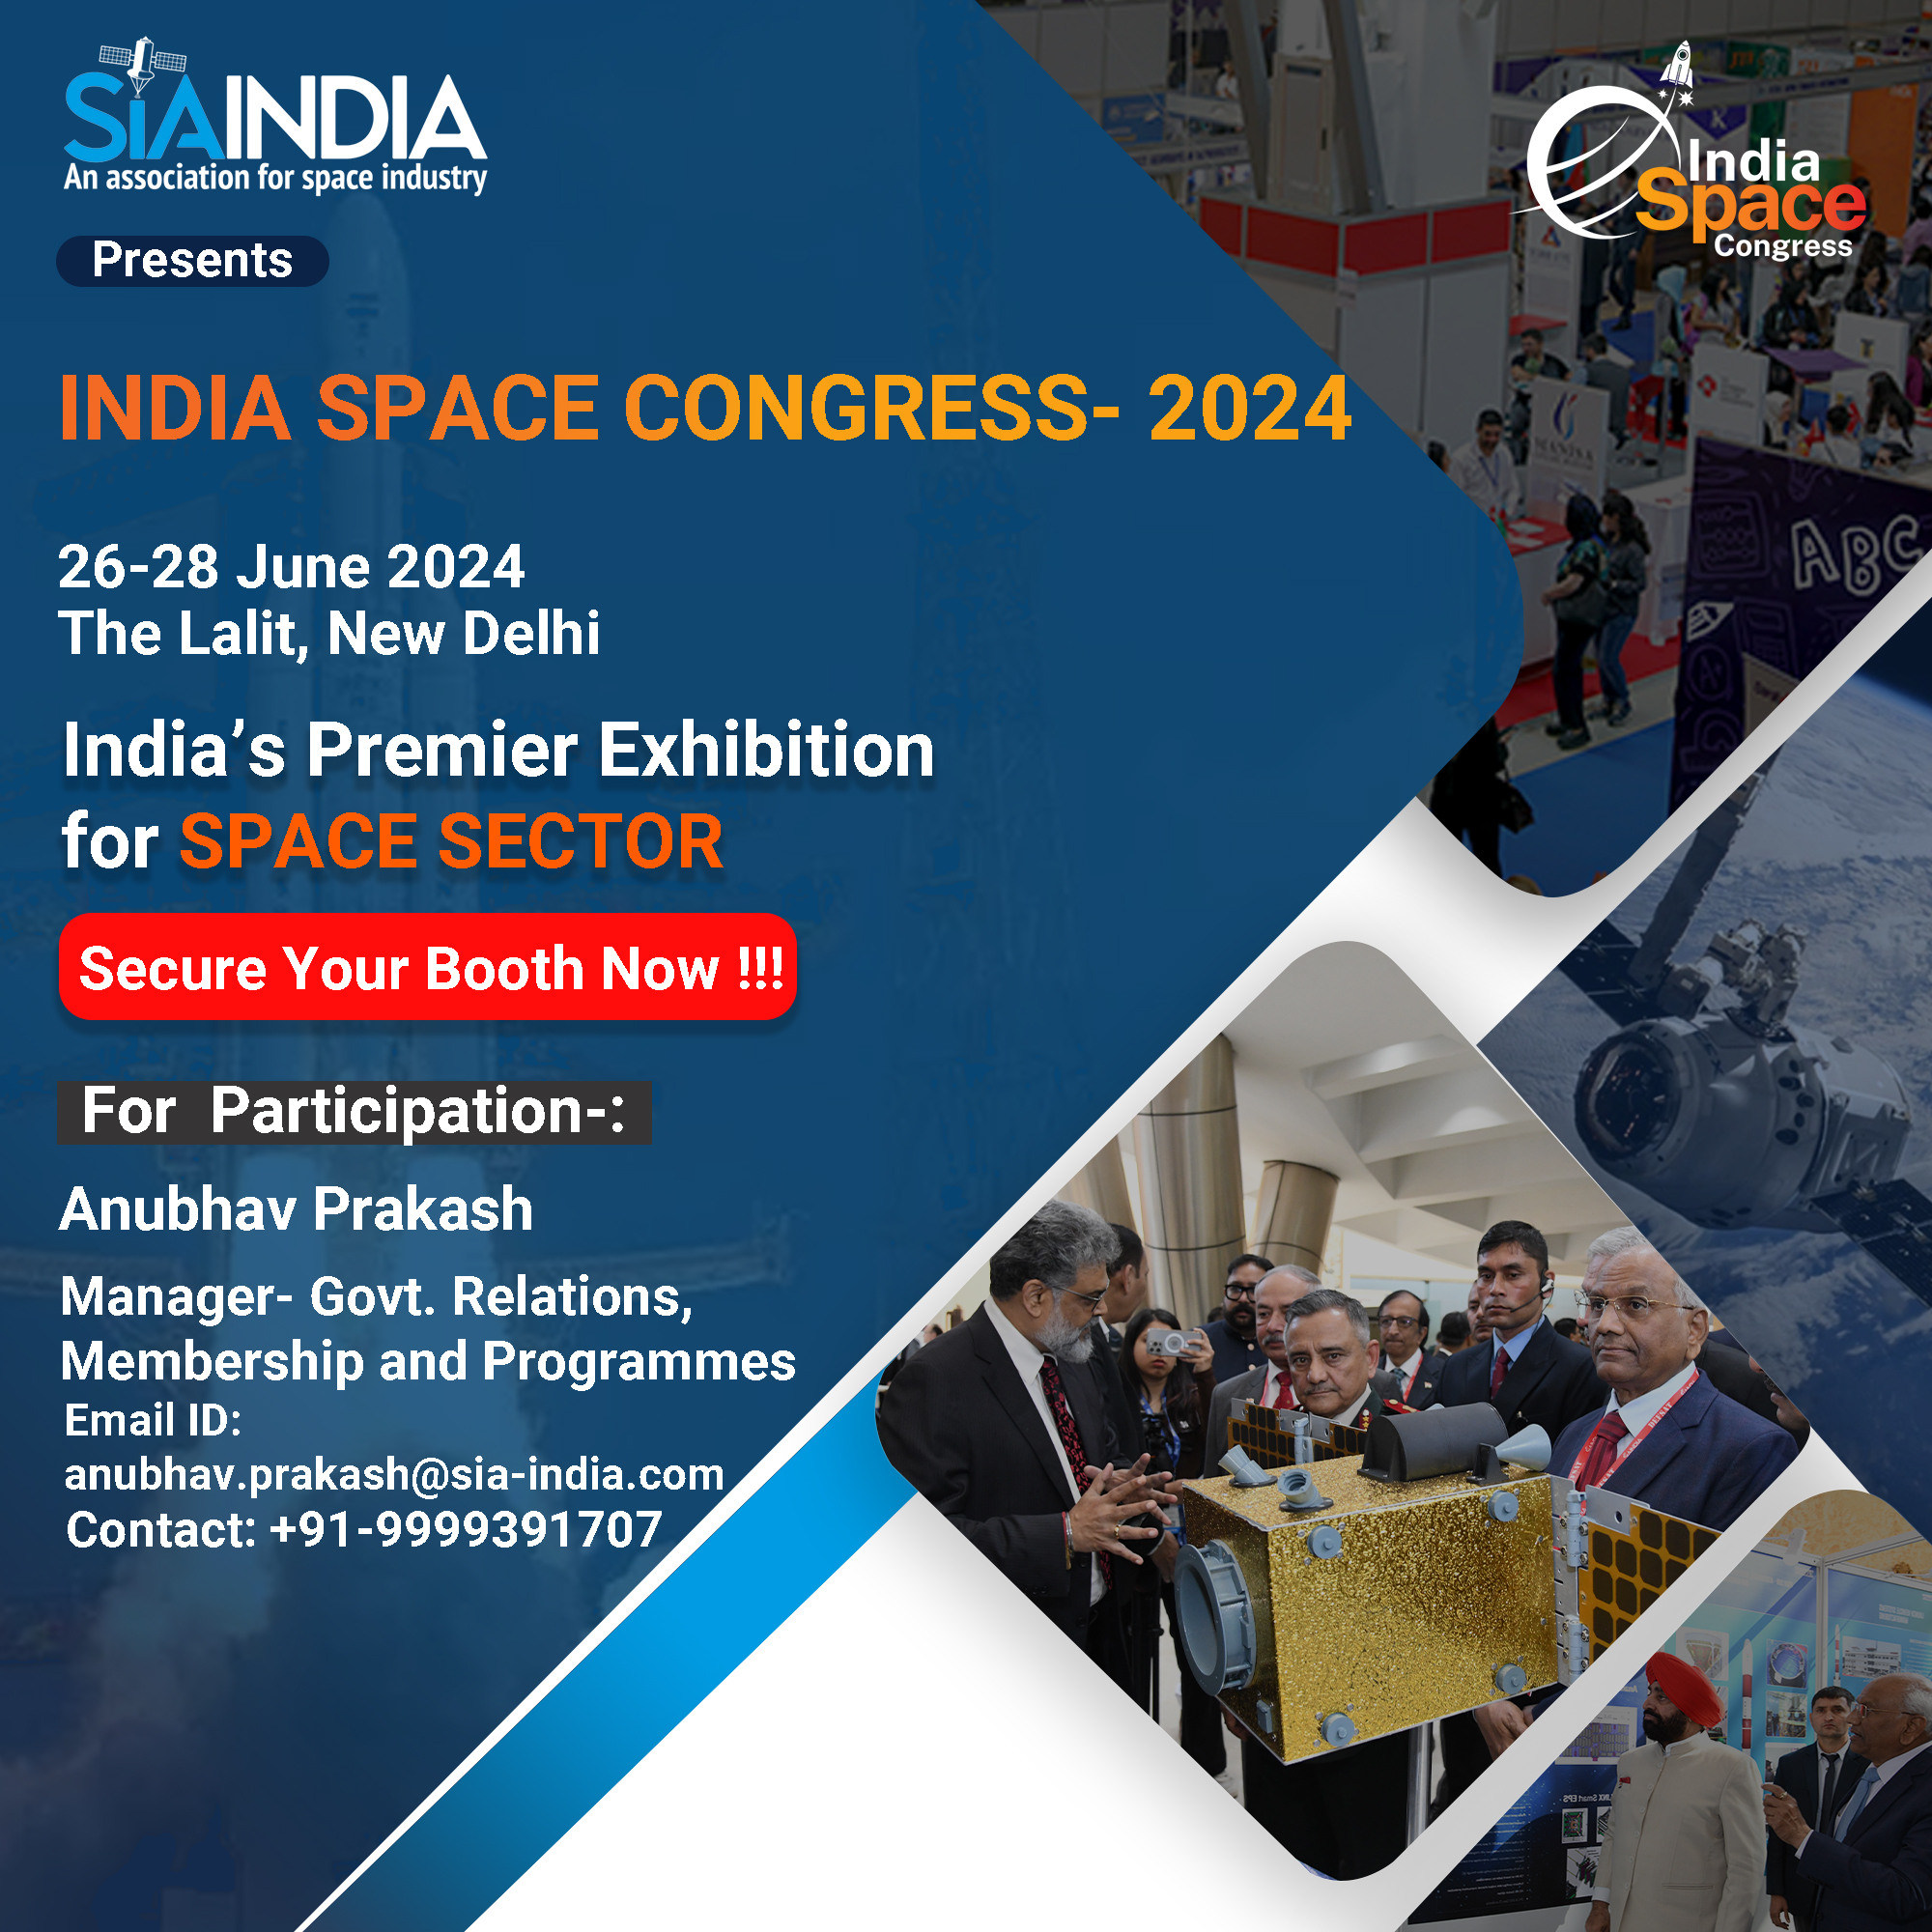 SiAINDIA
An association for space industry
India
Space
Congress
Presents
INDIA SPACE CONGRESS- 2024
26-28 June 2024
The Lalit, New Delhi
India’s Premier Exhibition
for SPACE SECTOR
Secure Your Booth Now !!!
For Participation-:
Anubhav Prakash
Manager- Govt. Relations,
Membership and Programmes
Email ID:
anubhav.prakash@sia-india.com
Contact: +91-9999391707
ABC